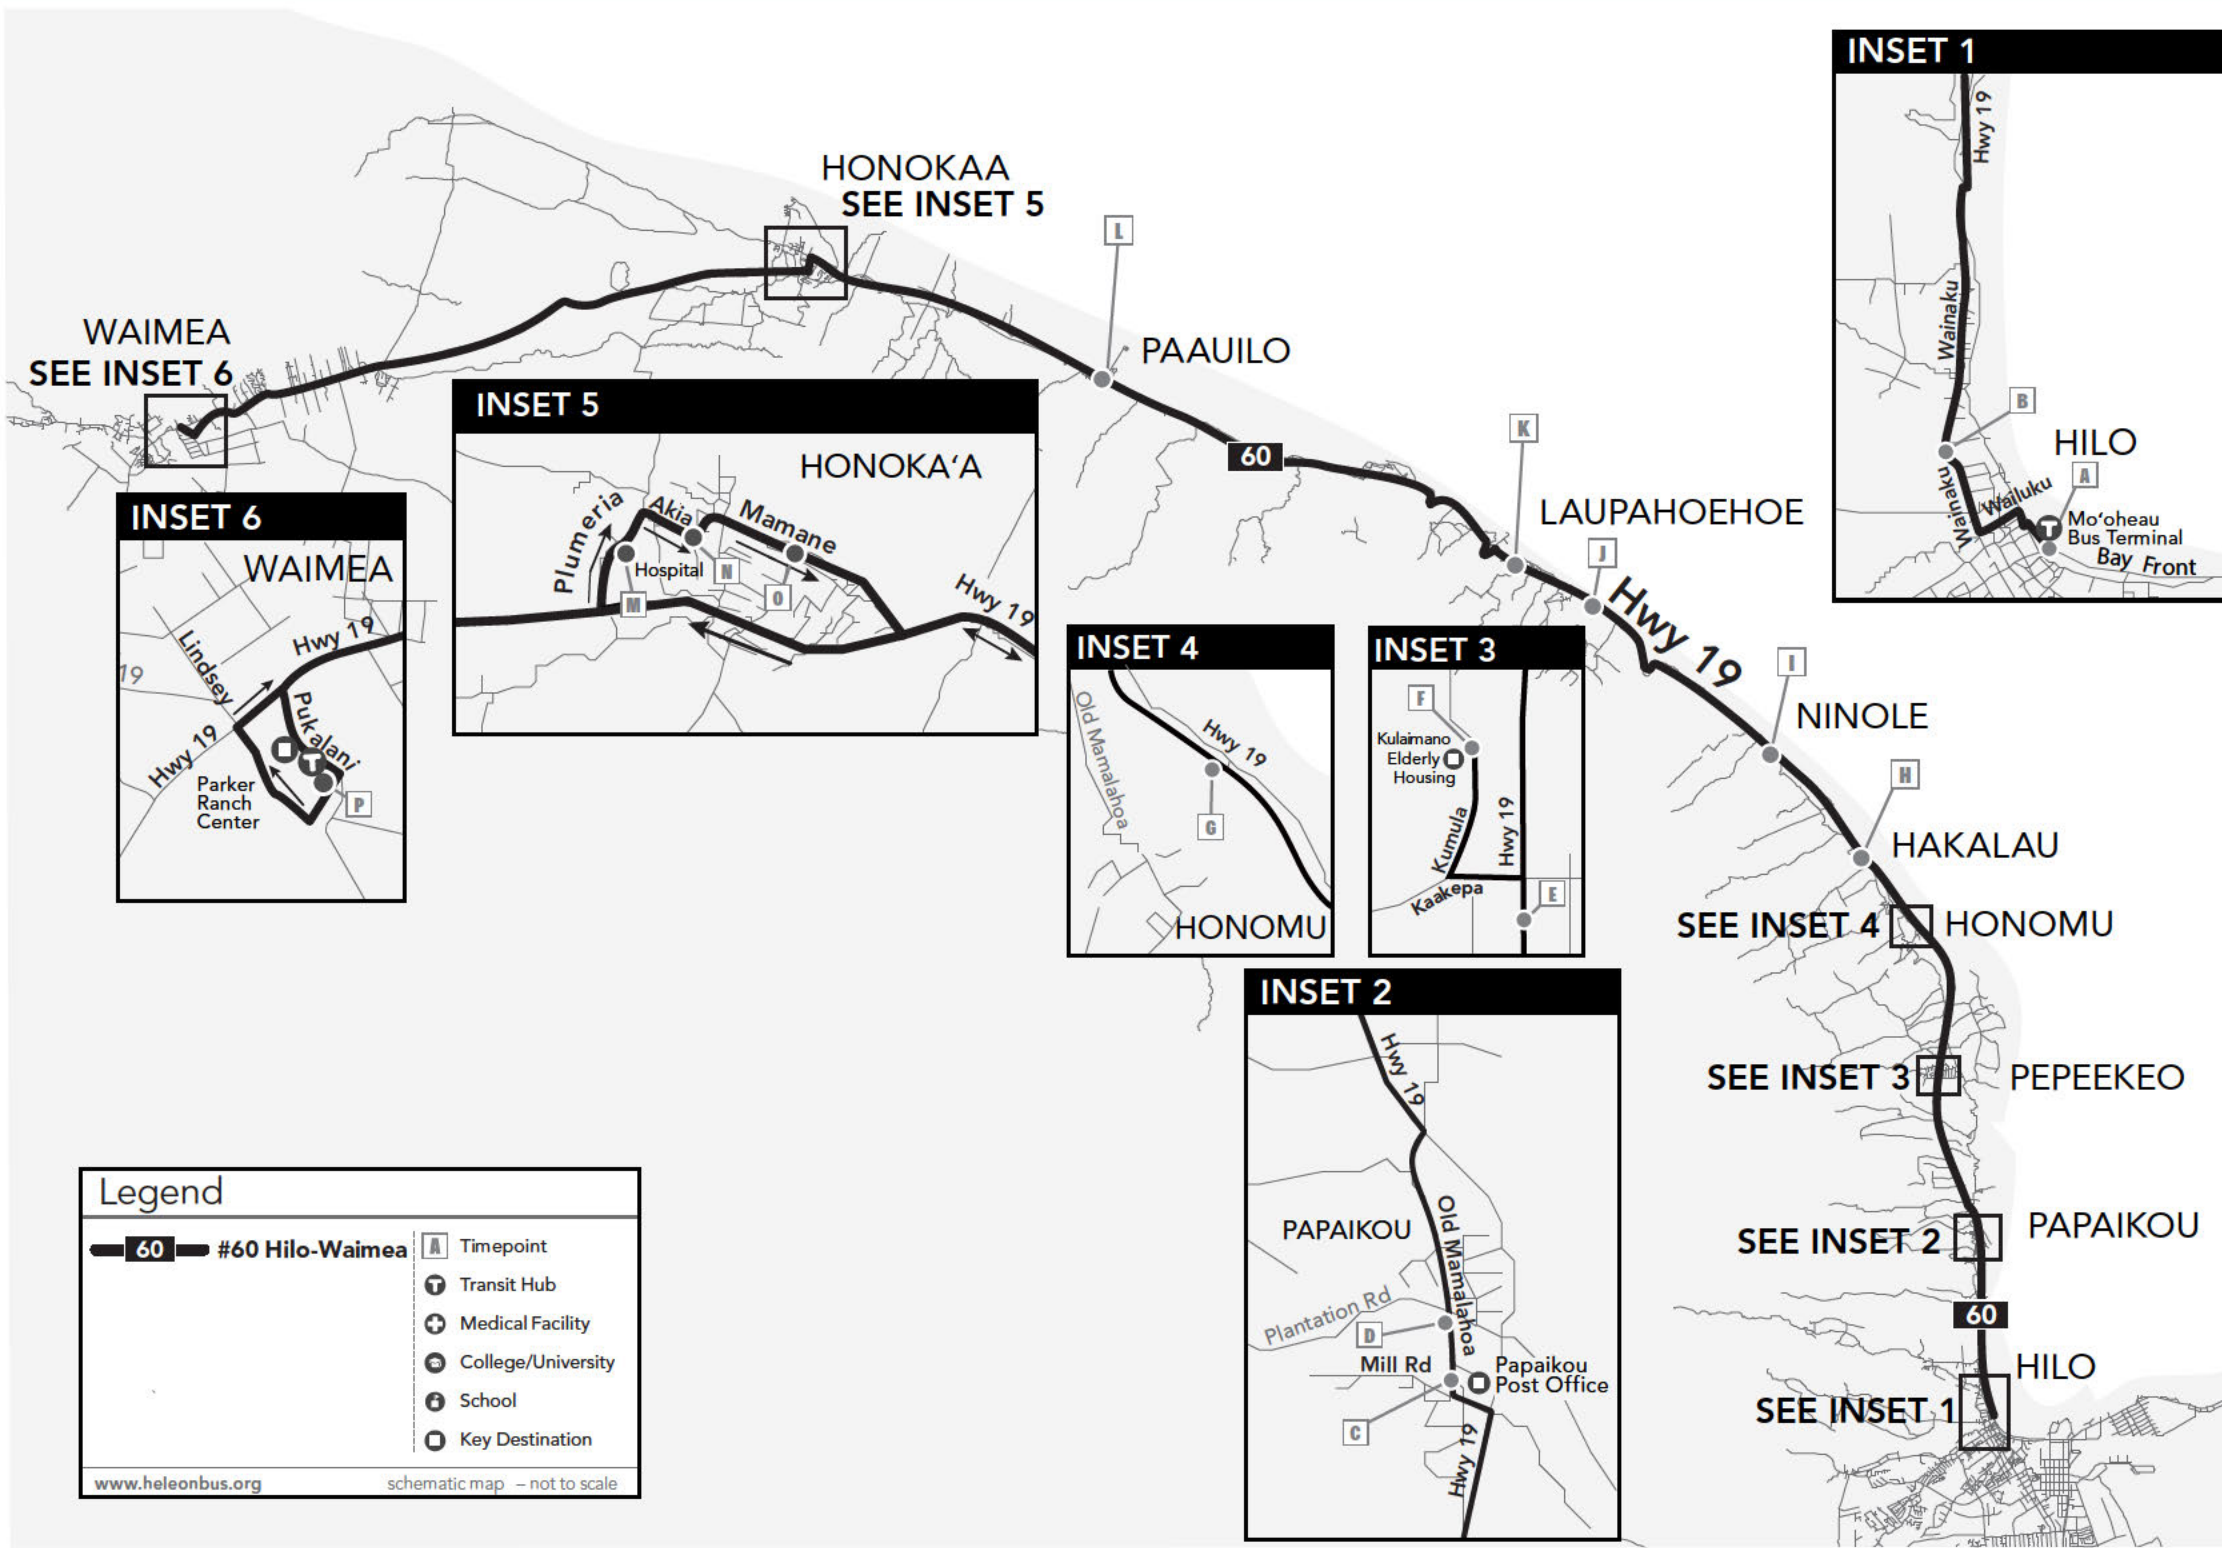 INSET 1
Hwy 19
Wainaku
B
HILO
A
Wainaku
Wailuku
Mo'oheau
Bus Terminal
Bay Front
HONOKAA
SEE INSET 5
L
WAIMEA
SEE INSET 6
PAAUILO
60
K
LAUPAHOEHOE
J
Hwy 19
I
NINOLE
H
HAKALAU
SEE INSET 4
HONOMU
SEE INSET 3
PEPEEKEO
SEE INSET 2
PAPAIKOU
60
HILO
SEE INSET 1
INSET 5
HONOKA'A
Plumeria
Akia
Mamane
Hospital
N
M
O
Hwy 19
INSET 6
WAIMEA
Lindsey
Hwy 19
19
Pukalani
Hwy 19
Parker
Ranch
Center
P
INSET 4
Old Mamalahoa
Hwy 19
G
HONOMU
INSET 3
F
Kulaimano
Elderly
Housing
Kumula
Hwy 19
Kaakepa
E
INSET 2
Hwy 19
PAPAIKOU
Old Mamalahoa
Plantation Rd
D
Mill Rd
Papaikou
Post Office
C
Hwy 19
Legend
60 #60 Hilo-Waimea
A Timepoint
T Transit Hub
Medical Facility
College/University
School
Key Destination
www.heleonbus.org
schematic map – not to scale